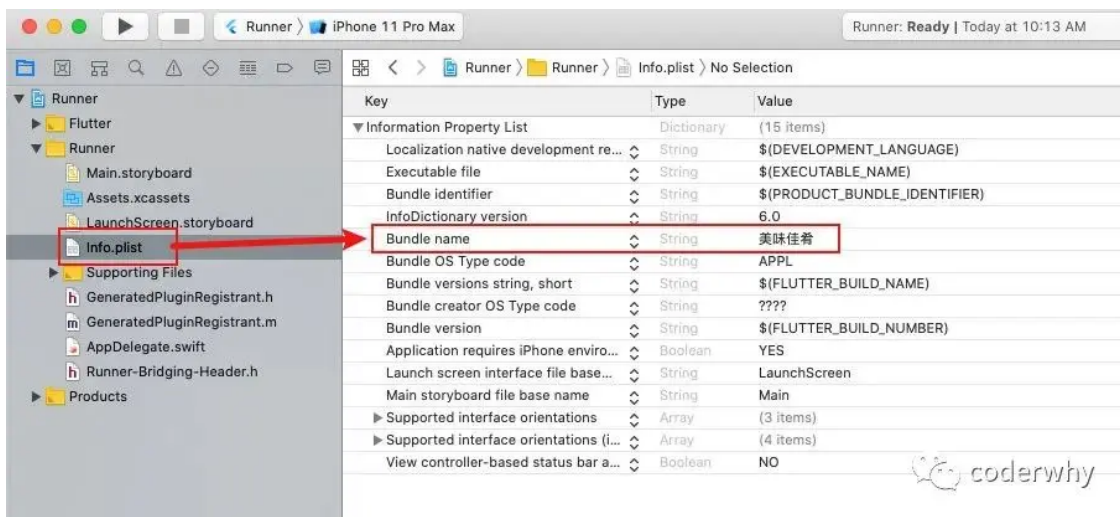 Runner 〉 iPhone 11 Pro Max
Runner: Ready | Today at 10:13 AM
Runner 〉 Runner 〉 Info.plist 〉 No Selection
Runner
Flutter
Runner
Main.storyboard
Assets.xcassets
LaunchScreen.storyboard
Info.plist
Supporting Files
GeneratedPluginRegistrant.h
GeneratedPluginRegistrant.m
AppDelegate.swift
Runner-Bridging-Header.h
Products
Key Type Value
Information Property List Dictionary (15 items)
Localization native development re... String $(DEVELOPMENT_LANGUAGE)
Executable file String $(EXECUTABLE_NAME)
Bundle identifier String $(PRODUCT_BUNDLE_IDENTIFIER)
InfoDictionary version String 6.0
Bundle name String 美味佳肴
Bundle OS Type code String APPL
Bundle versions string, short String $(FLUTTER_BUILD_NAME)
Bundle creator OS Type code String ????
Bundle version String $(FLUTTER_BUILD_NUMBER)
Application requires iPhone enviro... Boolean YES
Launch screen interface file base... String LaunchScreen
Main storyboard file base name String Main
Supported interface orientations Array (3 items)
Supported interface orientations (i... Array (4 items)
View controller-based status bar a... Boolean NO
coderwhy